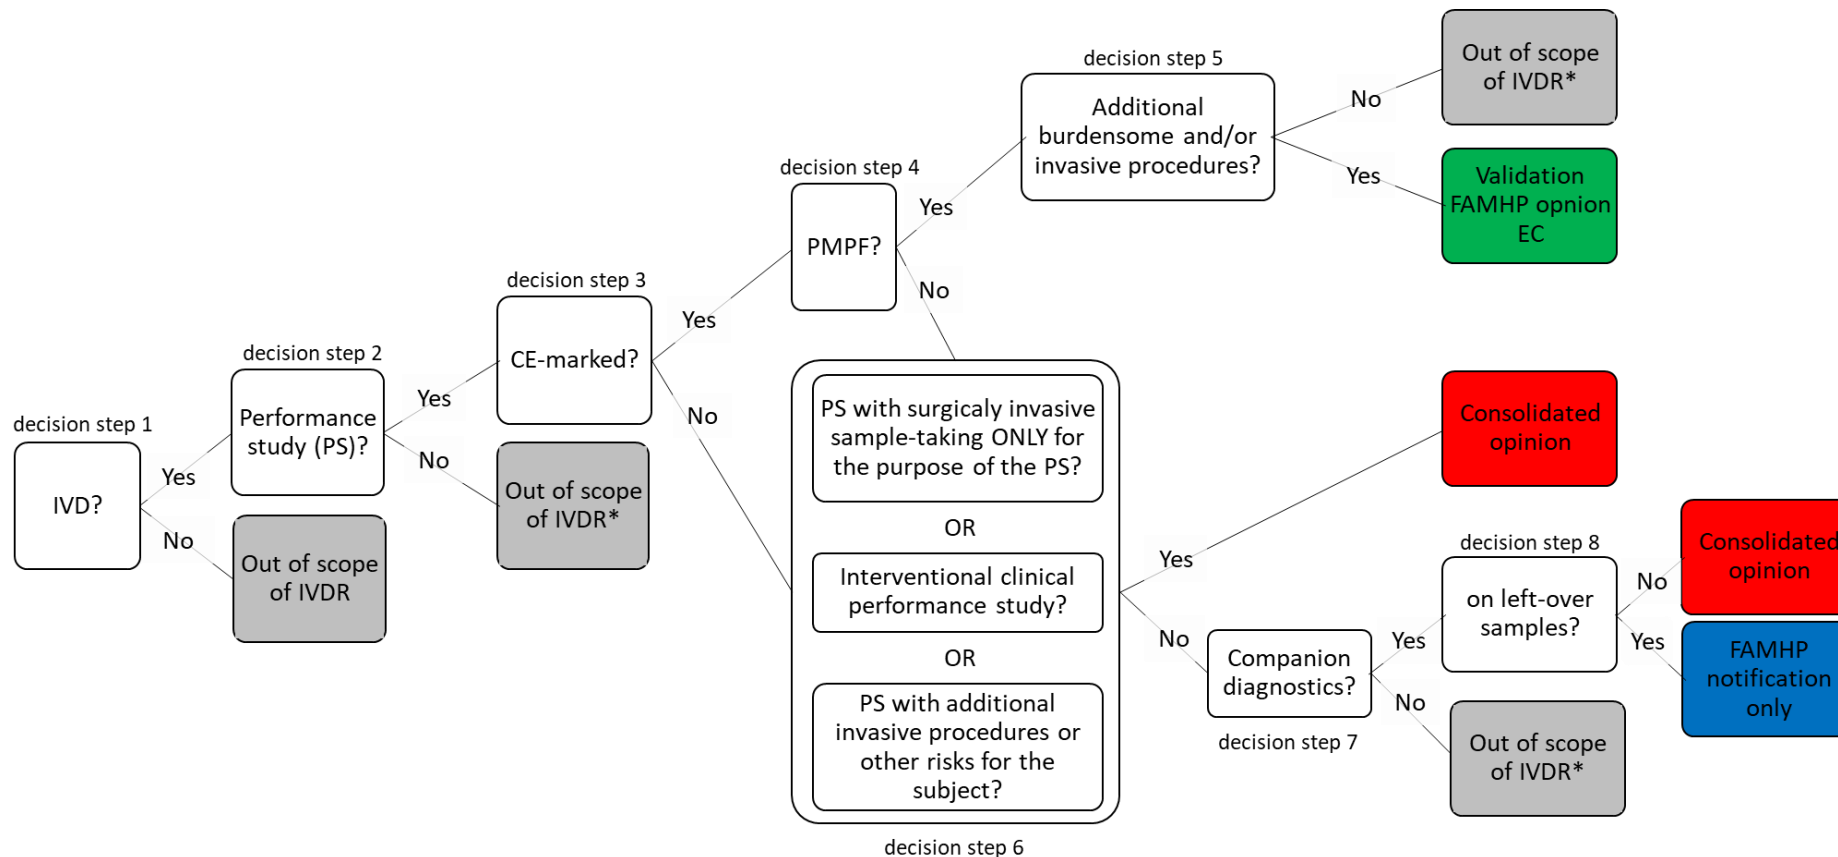 decision step 1
IVD?
Yes
No
decision step 2
Performance
study (PS)?
Out of scope
of IVDR
Yes
No
decision step 3
CE-marked?
Out of scope
of IVDR*
Yes
No
decision step 4
PMPF?
Yes
No
decision step 5
Additional
burdensome and/or
invasive procedures?
No
Yes
Out of scope
of IVDR*
Validation
FAMHP opnion
EC
PS with surgicaly invasive
sample-taking ONLY for
the purpose of the PS?
OR
Interventional clinical
performance study?
OR
PS with additional
invasive procedures or
other risks for the
subject?
decision step 6
Yes
No
Consolidated
opinion
Companion
diagnostics?
decision step 7
Yes
No
decision step 8
on left-over
samples?
Out of scope
of IVDR*
No
Yes
Consolidated
opinion
FAMHP
notification
only